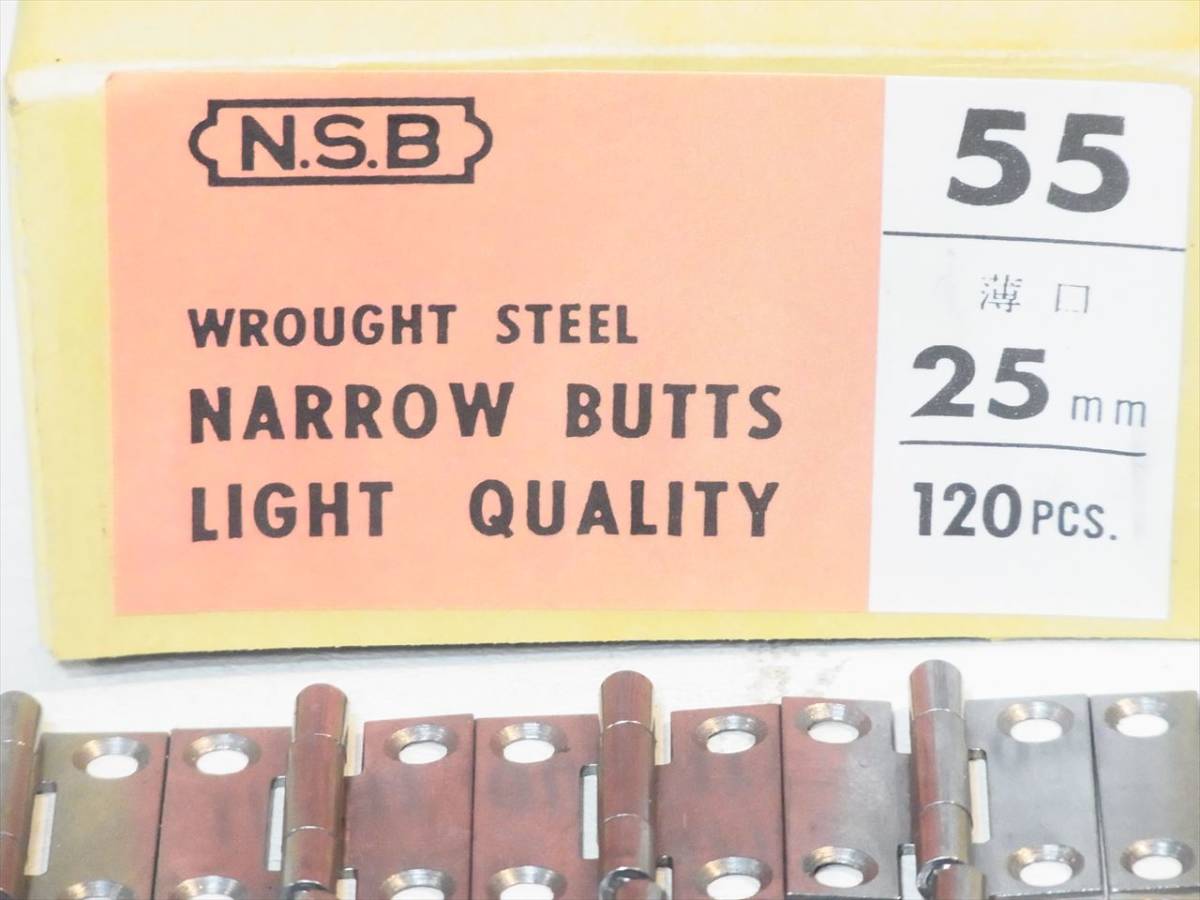 N.S.B
WROUGHT STEEL
NARROW BUTTS
LIGHT QUALITY
55
薄口
25mm
120PCS.